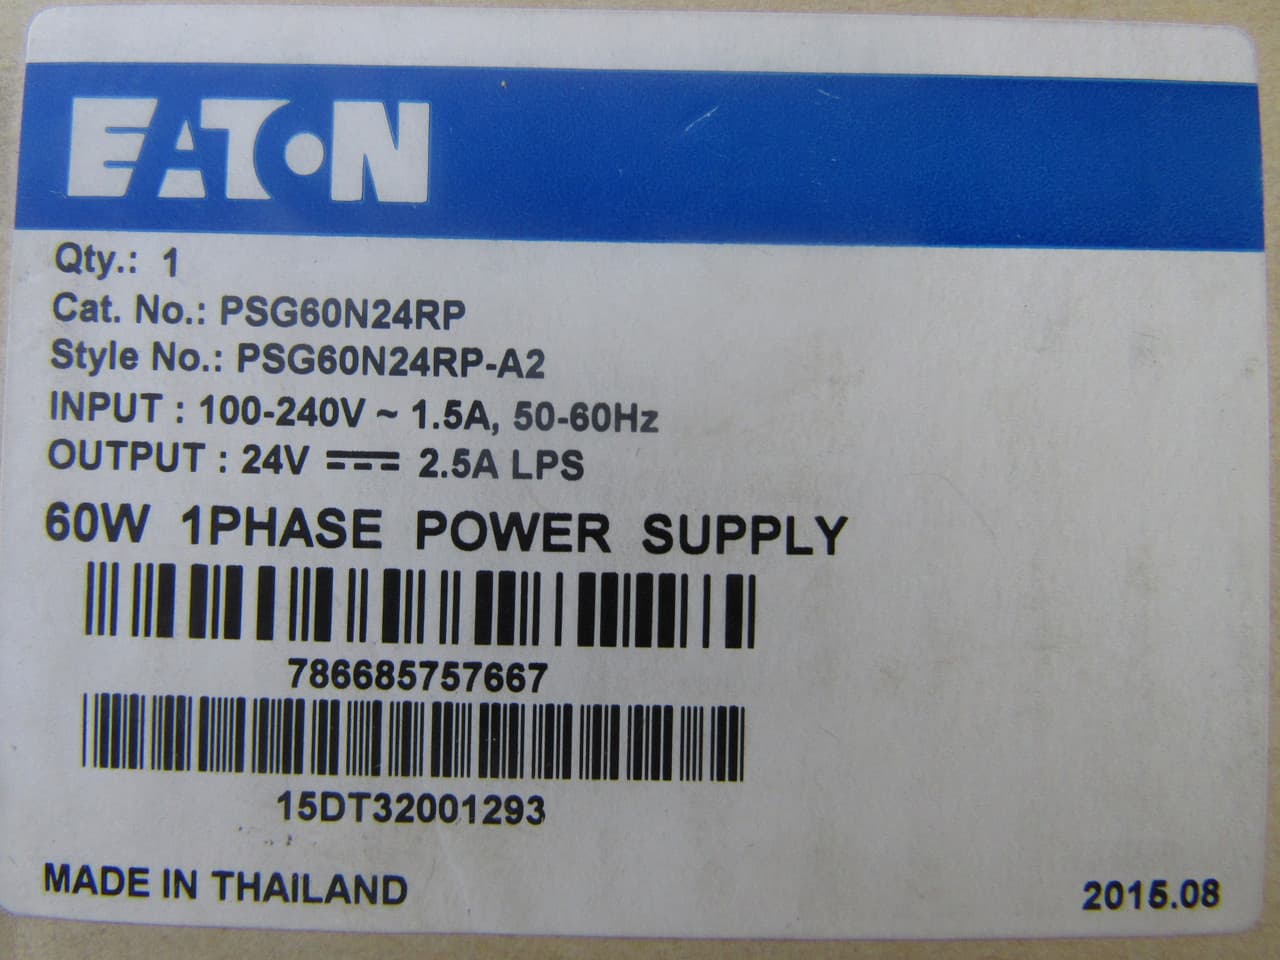 EATON
Qty.: 1
Cat. No.: PSG60N24RP
Style No.: PSG60N24RP-A2
INPUT : 100-240V ~ 1.5A, 50-60Hz
OUTPUT : 24V ⎓ 2.5A LPS
60W 1PHASE POWER SUPPLY
786685757667
15DT32001293
MADE IN THAILAND
2015.08